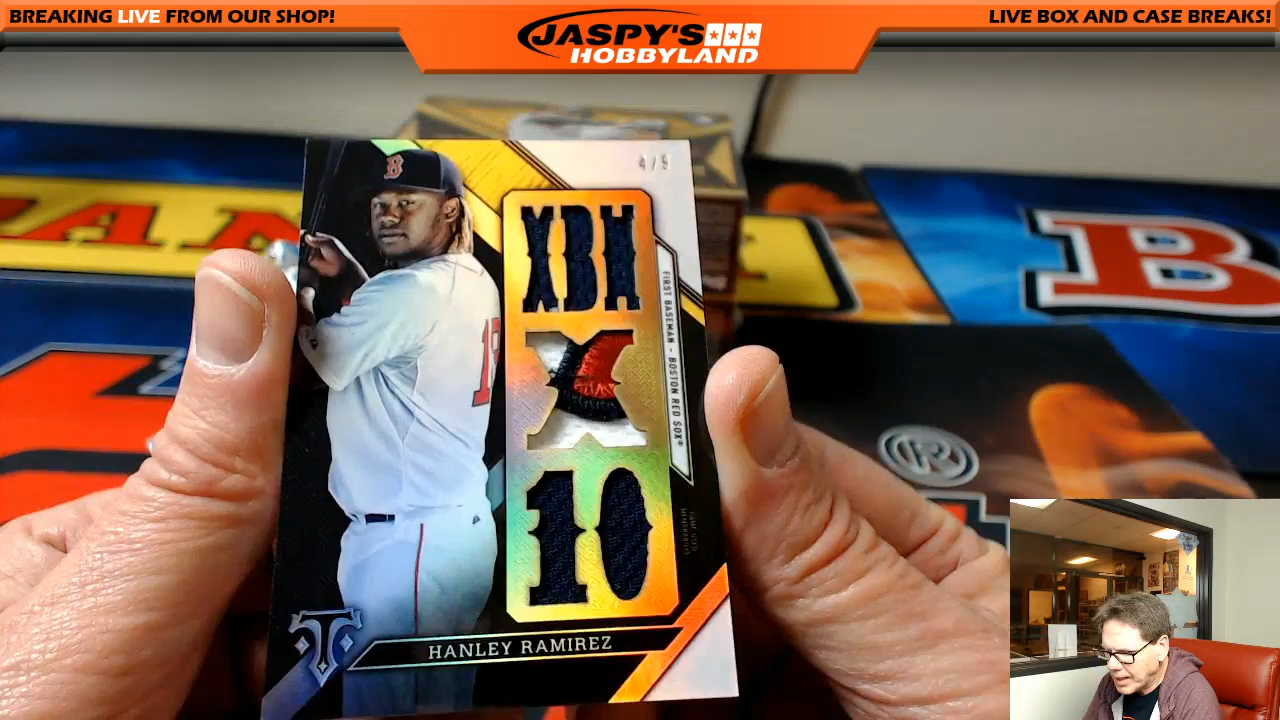 BREAKING LIVE FROM OUR SHOP!
JASPY'S
HOBBYLAND
LIVE BOX AND CASE BREAKS!
4/9
B
XBH
FIRST BASEMAN - BOSTON RED SOX®
10
T
HANLEY RAMIREZ
B
®